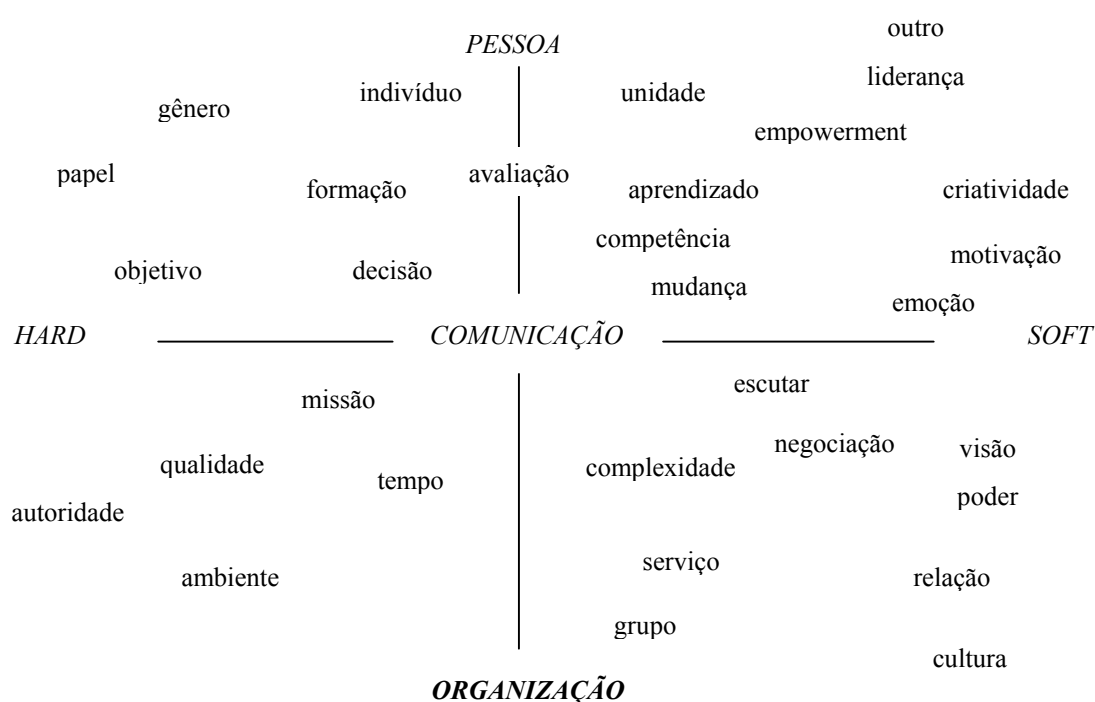 outro
PESSOA
liderança
indivíduo
unidade
gênero
empowerment
papel
avaliação
formação
aprendizado
criatividade
competência
motivação
objetivo
decisão
mudança
emoção
HARD
COMUNICAÇÃO
SOFT
escutar
missão
negociação
visão
qualidade
complexidade
tempo
poder
autoridade
serviço
ambiente
relação
grupo
cultura
ORGANIZAÇÃO